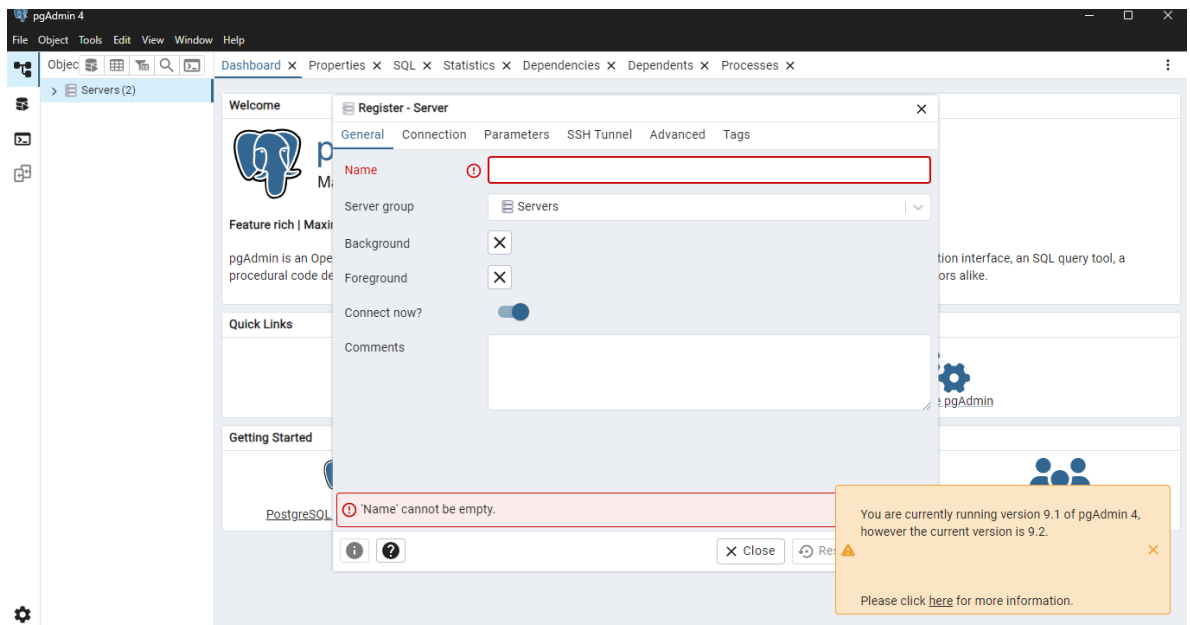 pgAdmin 4
File Object Tools Edit View Window Help
Objec
Dashboard Properties SQL Statistics Dependencies Dependents Processes
Servers (2)
Welcome
Register - Server
General Connection Parameters SSH Tunnel Advanced Tags
Name
Server group
Servers
Background
Foreground
Connect now?
Comments
'Name' cannot be empty.
Close
Feature rich | Maxi
pgAdmin is an Ope
tion interface, an SQL query tool, a
procedural code de
ors alike.
Quick Links
pgAdmin
Getting Started
PostgreSQL
You are currently running version 9.1 of pgAdmin 4,
however the current version is 9.2.
Please click here for more information.